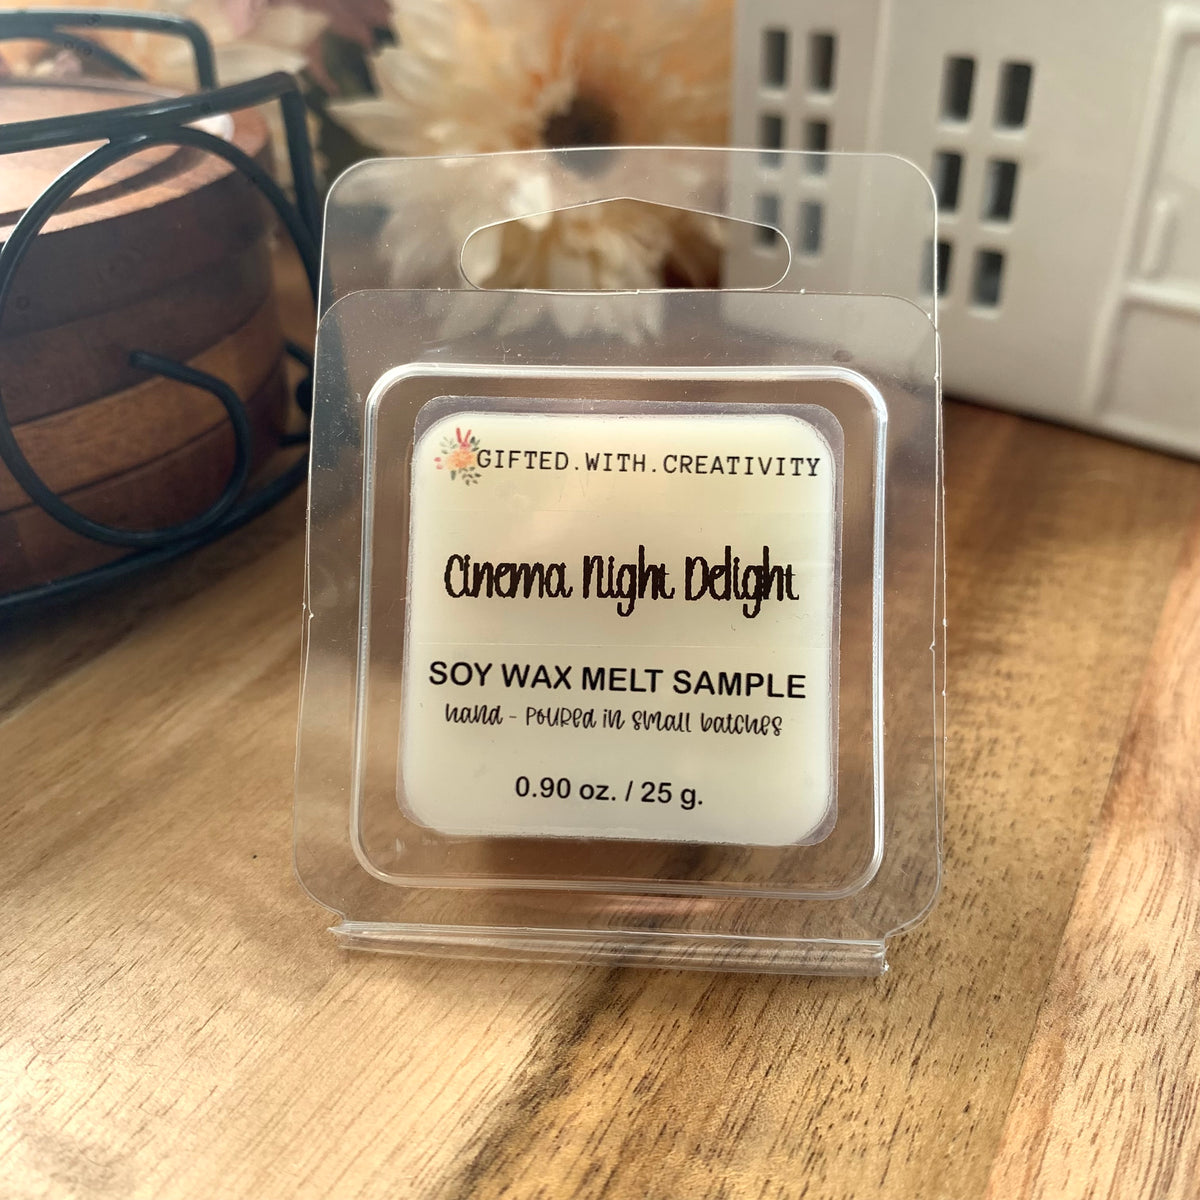 GIFTED.WITH.CREATIVITY
Cinema Night Delight
SOY WAX MELT SAMPLE
hand - poured in small batches
0.90 oz. / 25 g.